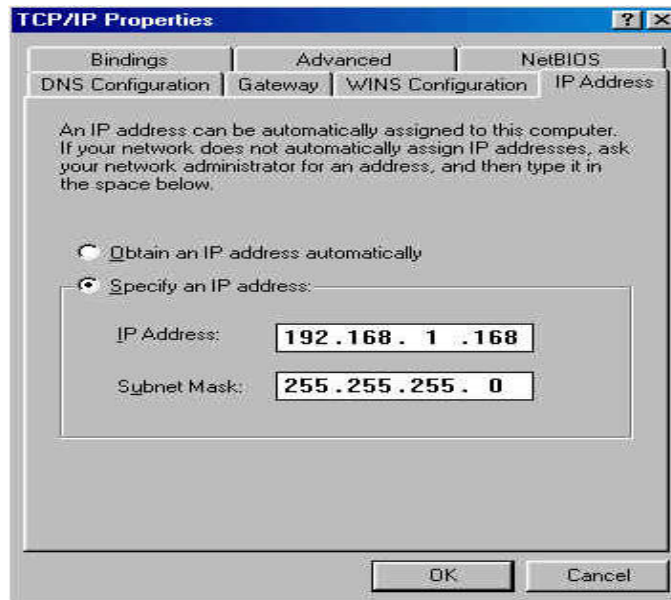 TCP/IP Properties
? X
Bindings Advanced NetBIOS
DNS Configuration Gateway WINS Configuration IP Address
An IP address can be automatically assigned to this computer.
If your network does not automatically assign IP addresses, ask
your network administrator for an address, and then type it in
the space below.
Obtain an IP address automatically
Specify an IP address:
IP Address: 192.168. 1 .168
Subnet Mask: 255.255.255. 0
OK Cancel